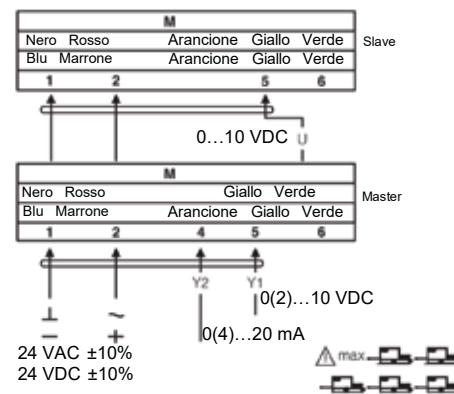 M
Nero Rosso Arancione Giallo Verde
Slave
Blu Marrone Arancione Giallo Verde
1 2 5 6
0…10 VDC U
M
Nero Rosso Giallo Verde
Master
Blu Marrone Arancione Giallo Verde
1 2 4 5 6
Y2 Y1
0(2)…10 VDC
⊥ ~
− +
0(4)…20 mA
24 VAC ±10%
24 VDC ±10%
max